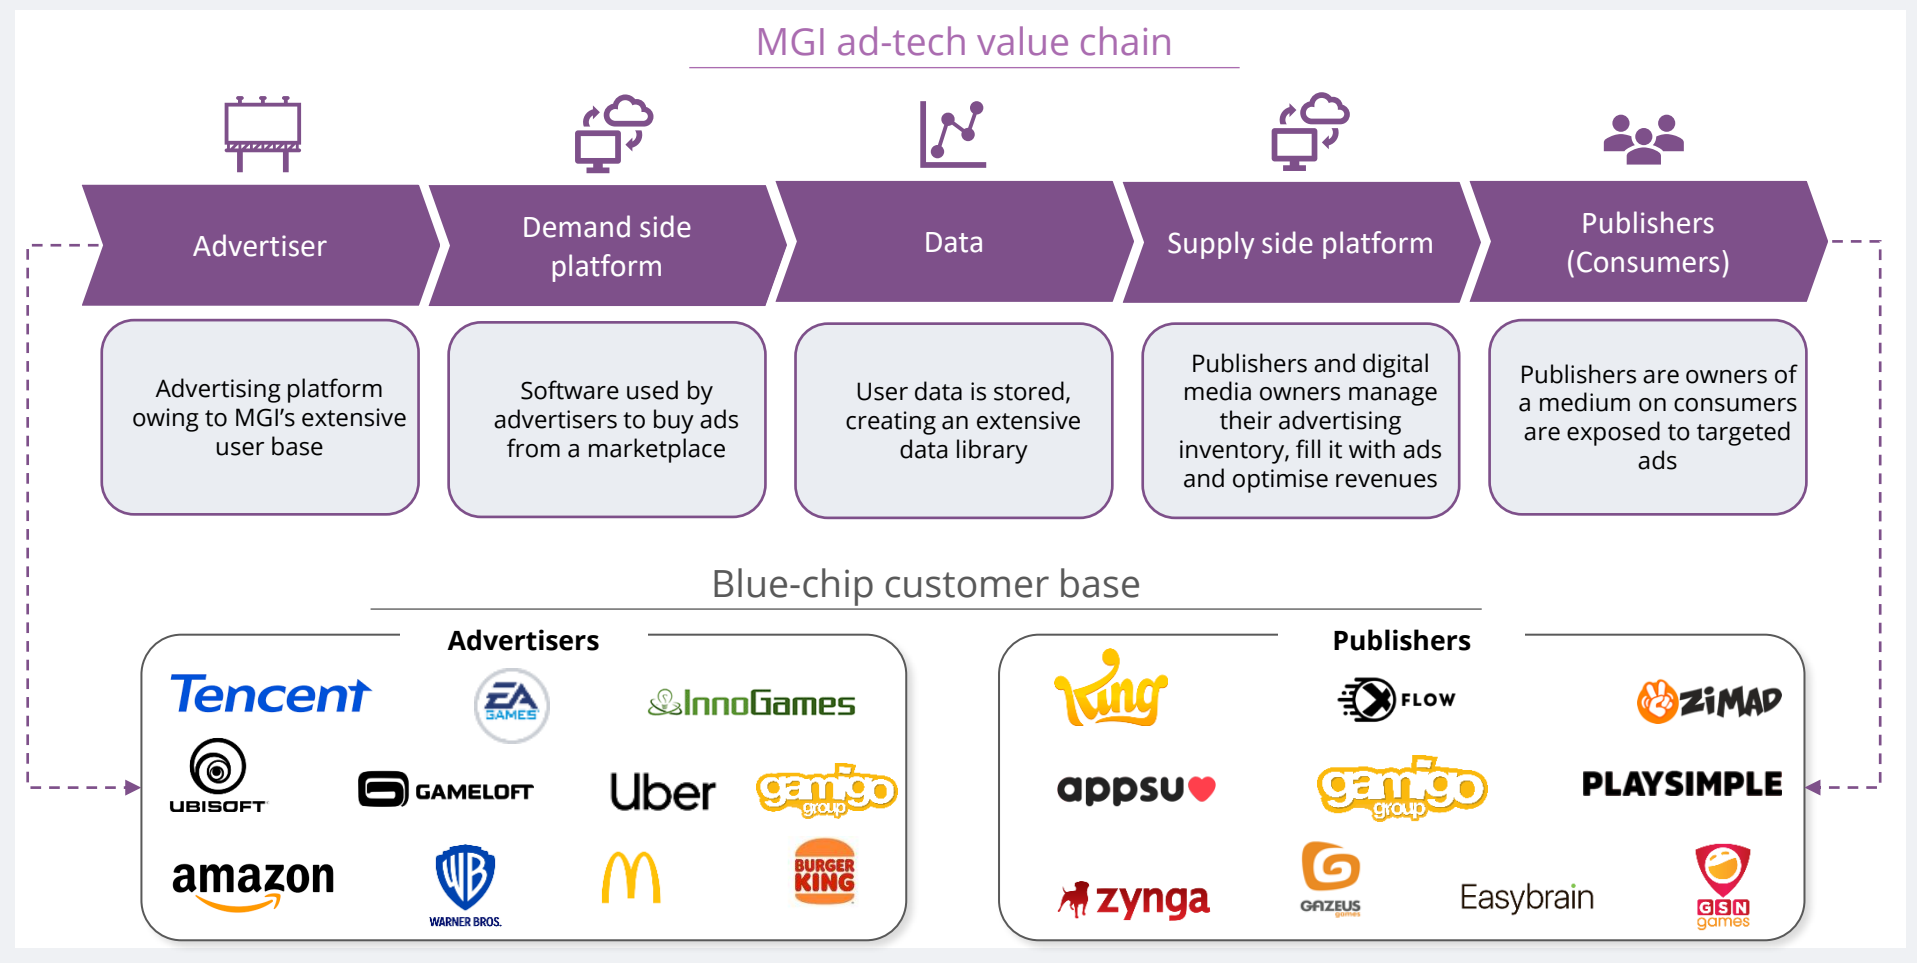 MGI ad-tech value chain
Advertiser
Demand side
platform
Data
Supply side platform
Publishers
(Consumers)
Advertising platform
owing to MGI's extensive
user base
Software used by
advertisers to buy ads
from a marketplace
User data is stored,
creating an extensive
data library
Publishers and digital
media owners manage
their advertising
inventory, fill it with ads
and optimise revenues
Publishers are owners of
a medium on consumers
are exposed to targeted
ads
Blue-chip customer base
Advertisers
Tencent
EA
GAMES
InnoGames
UBISOFT
GAMELOFT
Uber
gamigo
group
amazon
WB
WARNER BROS.
BURGER
KING
Publishers
King
XFLOW
ZiMAD
appsu
gamigo
group
PLAYSIMPLE
zynga
GAZEUS
games
Easybrain
GSN
games